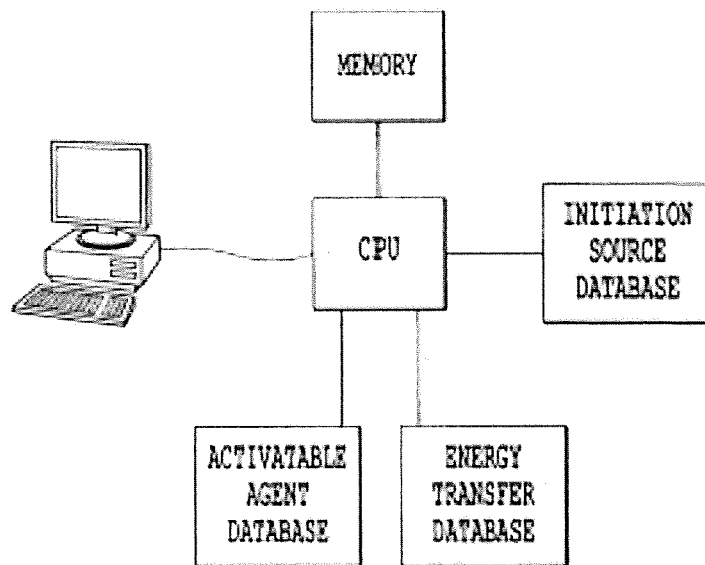 MEMORY
CPU
INITIATION
SOURCE
DATABASE
ACTIVATABLE
AGENT
DATABASE
ENERGY
TRANSFER
DATABASE